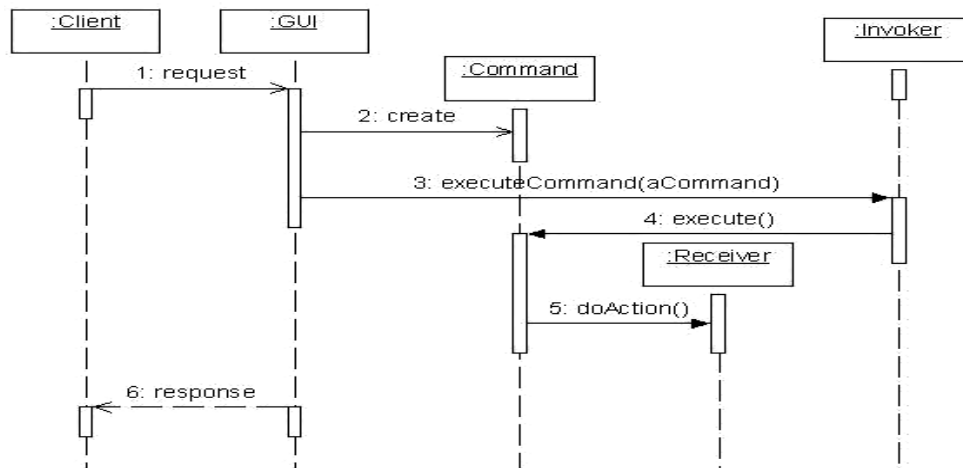 :Client
:GUI
:Invoker
:Command
1: request
2: create
3: executeCommand(aCommand)
4: execute()
:Receiver
5: doAction()
6: response